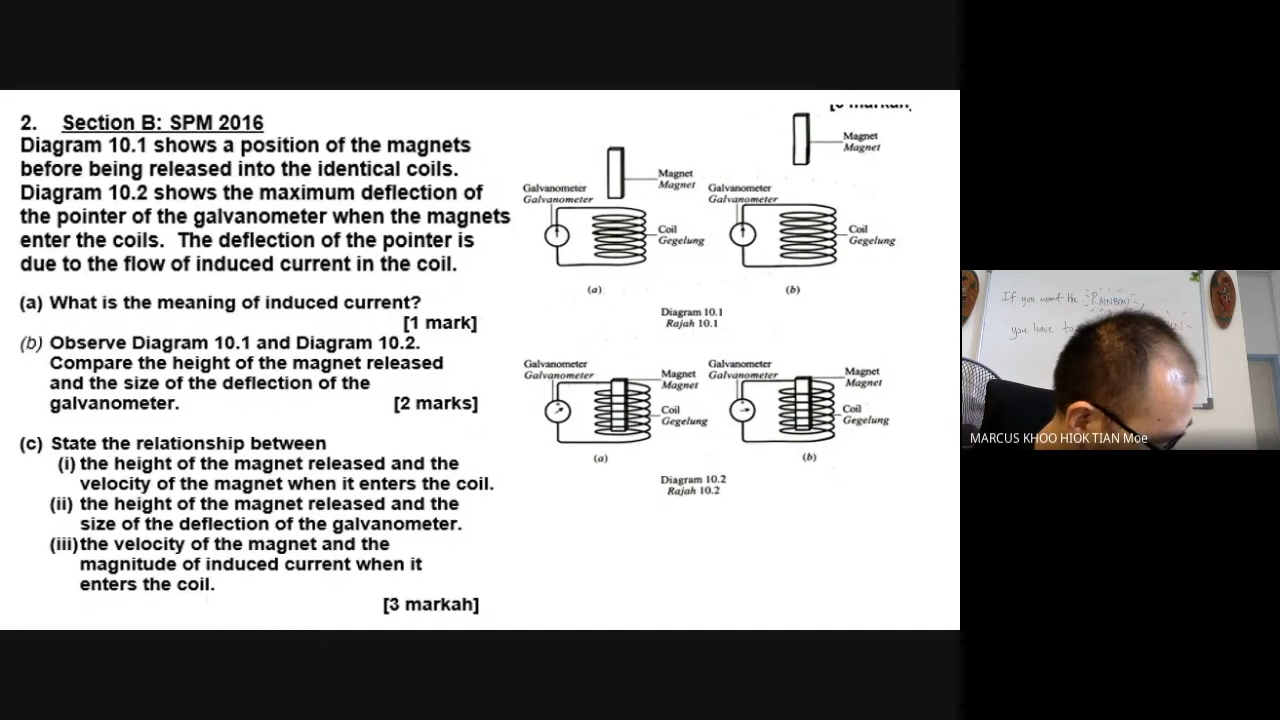 2. Section B: SPM 2016
Diagram 10.1 shows a position of the magnets
before being released into the identical coils.
Diagram 10.2 shows the maximum deflection of
the pointer of the galvanometer when the magnets
enter the coils. The deflection of the pointer is
due to the flow of induced current in the coil.
(a) What is the meaning of induced current?
[1 mark]
(b) Observe Diagram 10.1 and Diagram 10.2.
Compare the height of the magnet released
and the size of the deflection of the
galvanometer. [2 marks]
(c) State the relationship between
(i) the height of the magnet released and the
velocity of the magnet when it enters the coil.
(ii) the height of the magnet released and the
size of the deflection of the galvanometer.
(iii) the velocity of the magnet and the
magnitude of induced current when it
enters the coil.
[3 markah]
Magnet
Magnet
Galvanometer
Galvanometer
Coil
Gegelung
(a)
Magnet
Magnet
Galvanometer
Galvanometer
Coil
Gegelung
(b)
Diagram 10.1
Rajah 10.1
Galvanometer
Galvanometer
Magnet
Magnet
Coil
Gegelung
(a)
Galvanometer
Galvanometer
Magnet
Magnet
Coil
Gegelung
(b)
Diagram 10.2
Rajah 10.2
If you want the RAINBOW
you have to
MARCUS KHOO HIOK TIAN Moe